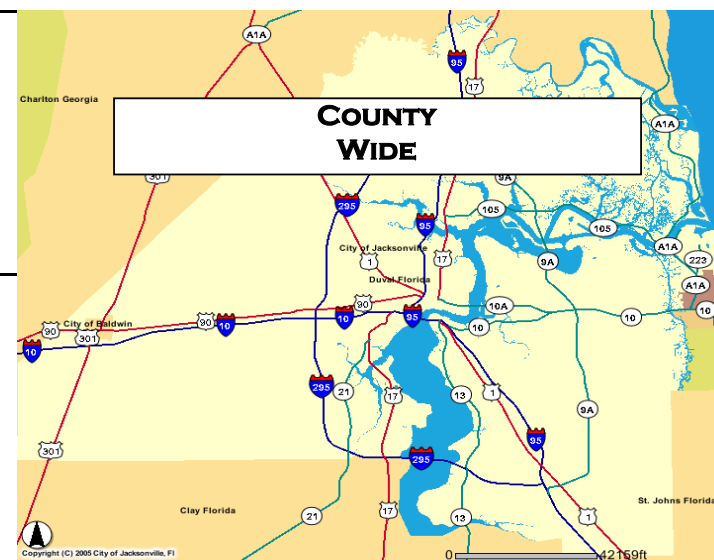 A1A
95
17
Charlton Georgia
A1A
COUNTY
WIDE
301
9A
295
105
95
105
City of Jacksonville
A1A
1
17
9A
223
Duval Florida
A1A
90
10A
90
City of Baldwin
90
10
10
95
10
10
10
301
10
295
21
17
13
1
9A
95
301
295
St. Johns Florida
Clay Florida
17
21
13
1
Copyright (C) 2005 City of Jacksonville, Fl
0
42159ft